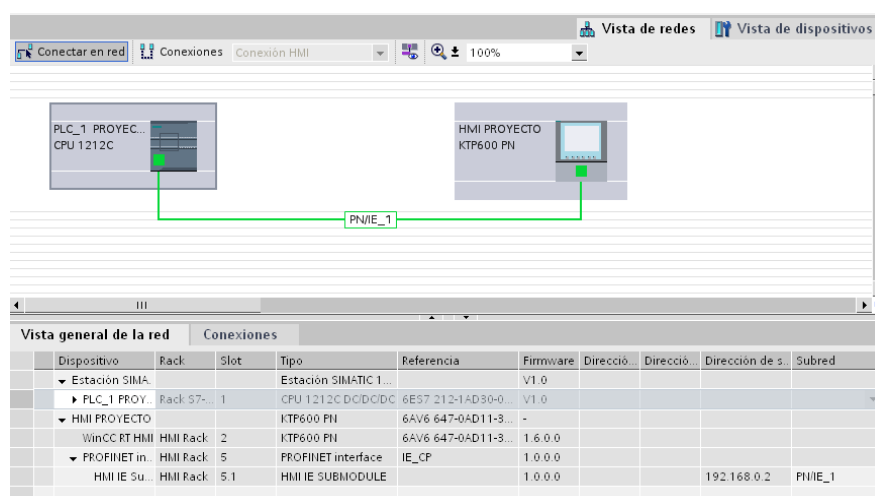 Vista de redes Vista de dispositivos
Conectar en red Conexiones Conexión HMI 100%
PLC_1 PROYEC...
CPU 1212C
HMI PROYECTO
KTP600 PN
PN/IE_1
Vista general de la red Conexiones
Dispositivo Rack Slot Tipo Referencia Firmware Direcció... Direcció... Dirección de s... Subred
Estación SIMA. Estación SIMATIC 1... V1.0
PLC_1 PROY... Rack S7-... 1 CPU 1212C DC/DC/DC 6ES7 212-1AD30-0... V1.0
HMI PROYECTO KTP600 PN 6AV6 647-0AD11-3... -
WinCC RT HMI HMI Rack 2 KTP600 PN 6AV6 647-0AD11-3... 1.6.0.0
PROFINET in... HMI Rack 5 PROFINET interface IE_CP 1.0.0.0
HMI IE Su... HMI Rack 5.1 HMI IE SUBMODULE 1.0.0.0 192.168.0.2 PN/IE_1